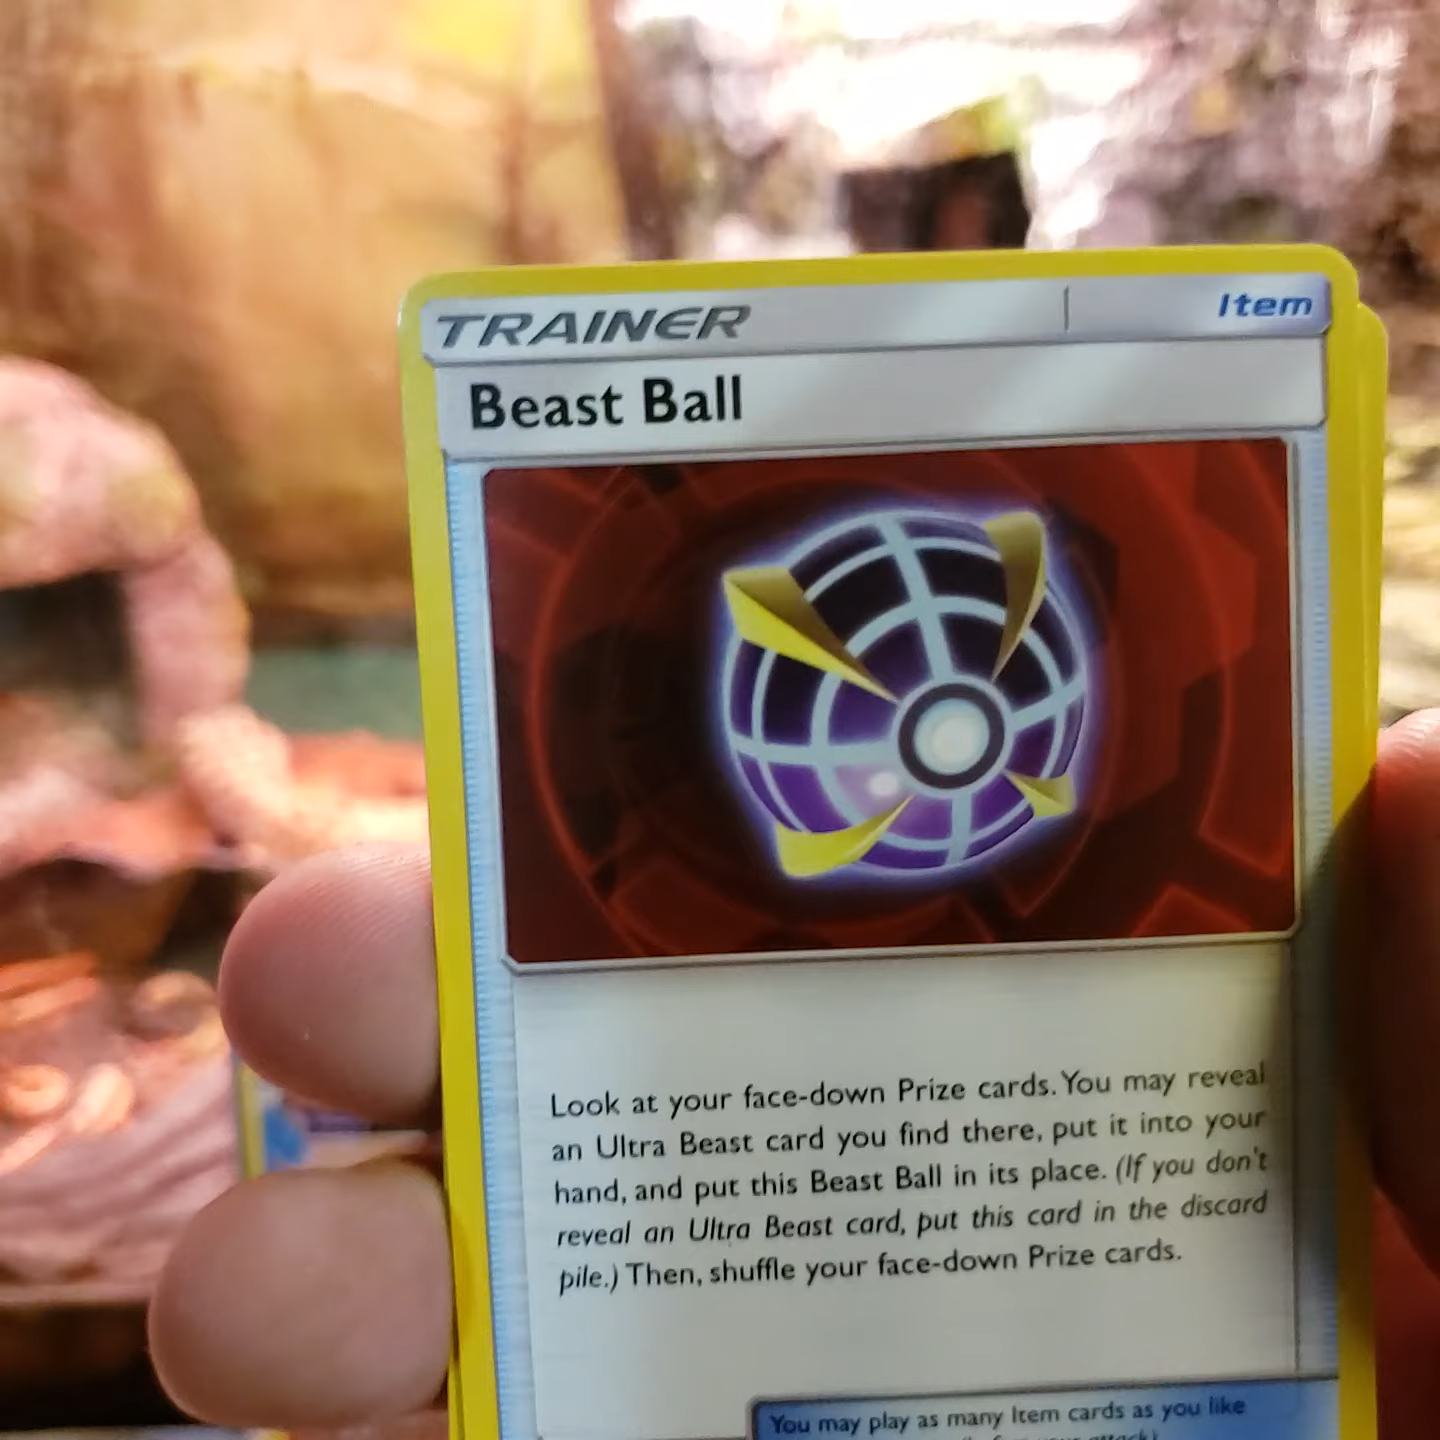 TRAINER
Item
Beast Ball
Look at your face-down Prize cards. You may reveal
an Ultra Beast card you find there, put it into your
hand, and put this Beast Ball in its place. (If you don't
reveal an Ultra Beast card, put this card in the discard
pile.) Then, shuffle your face-down Prize cards.
You may play as many Item cards as you like
attack).